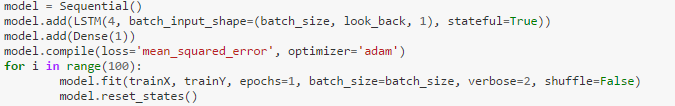 model = Sequential()
model.add(LSTM(4, batch_input_shape=(batch_size, look_back, 1), stateful=True))
model.add(Dense(1))
model.compile(loss='mean_squared_error', optimizer='adam')
for i in range(100):
        model.fit(trainX, trainY, epochs=1, batch_size=batch_size, verbose=2, shuffle=False)
        model.reset_states()